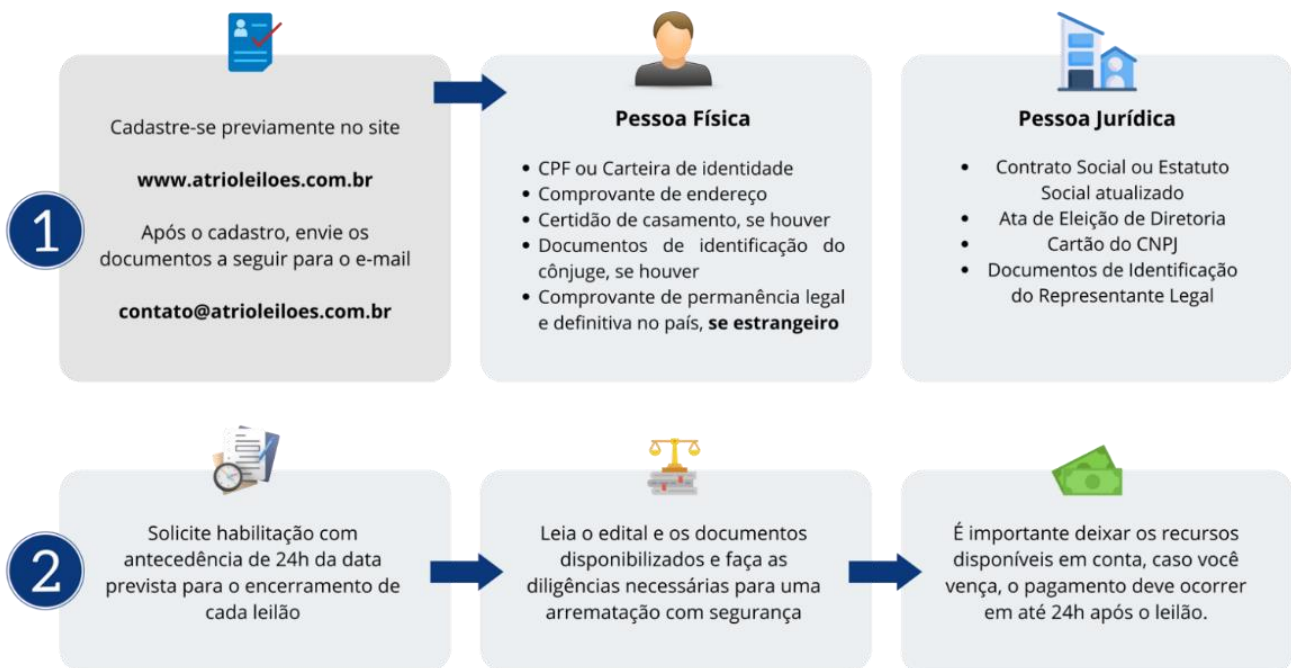 1
Cadastre-se previamente no site
www.atrioleiloes.com.br
Após o cadastro, envie os
documentos a seguir para o e-mail
contato@atrioleiloes.com.br
Pessoa Física
• CPF ou Carteira de identidade
• Comprovante de endereço
• Certidão de casamento, se houver
• Documentos de identificação do
cônjuge, se houver
• Comprovante de permanência legal
e definitiva no país, se estrangeiro
Pessoa Jurídica
• Contrato Social ou Estatuto
Social atualizado
• Ata de Eleição de Diretoria
• Cartão do CNPJ
• Documentos de Identificação
do Representante Legal
2
Solicite habilitação com
antecedência de 24h da data
prevista para o encerramento de
cada leilão
Leia o edital e os documentos
disponibilizados e faça as
diligências necessárias para uma
arrematação com segurança
É importante deixar os recursos
disponíveis em conta, caso você
vença, o pagamento deve ocorrer
em até 24h após o leilão.